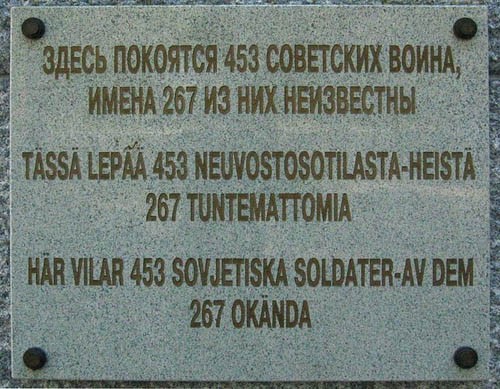 ЗДЕСЬ ПОКОЯТСЯ 453 СОВЕТСКИХ ВОИНА,
ИМЕНА 267 ИЗ НИХ НЕИЗВЕСТНЫ
TÄSSÄ LEPÄÄ 453 NEUVOSTOSOTILASTA-HEISTÄ
267 TUNTEMATTOMIA
HÄR VILAR 453 SOVJETISKA SOLDATER-AV DEM
267 OKÄNDA